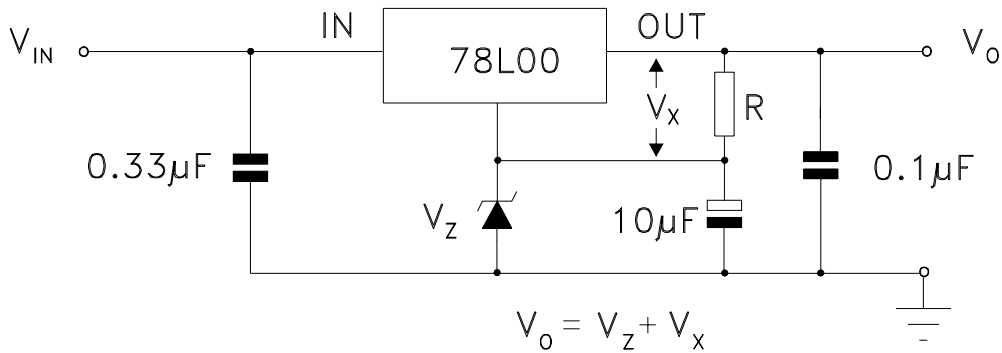 IN
OUT
V_IN
78L00
V_O
V_X
R
0.33µF
0.1µF
V_Z
10µF
V_O = V_Z + V_X